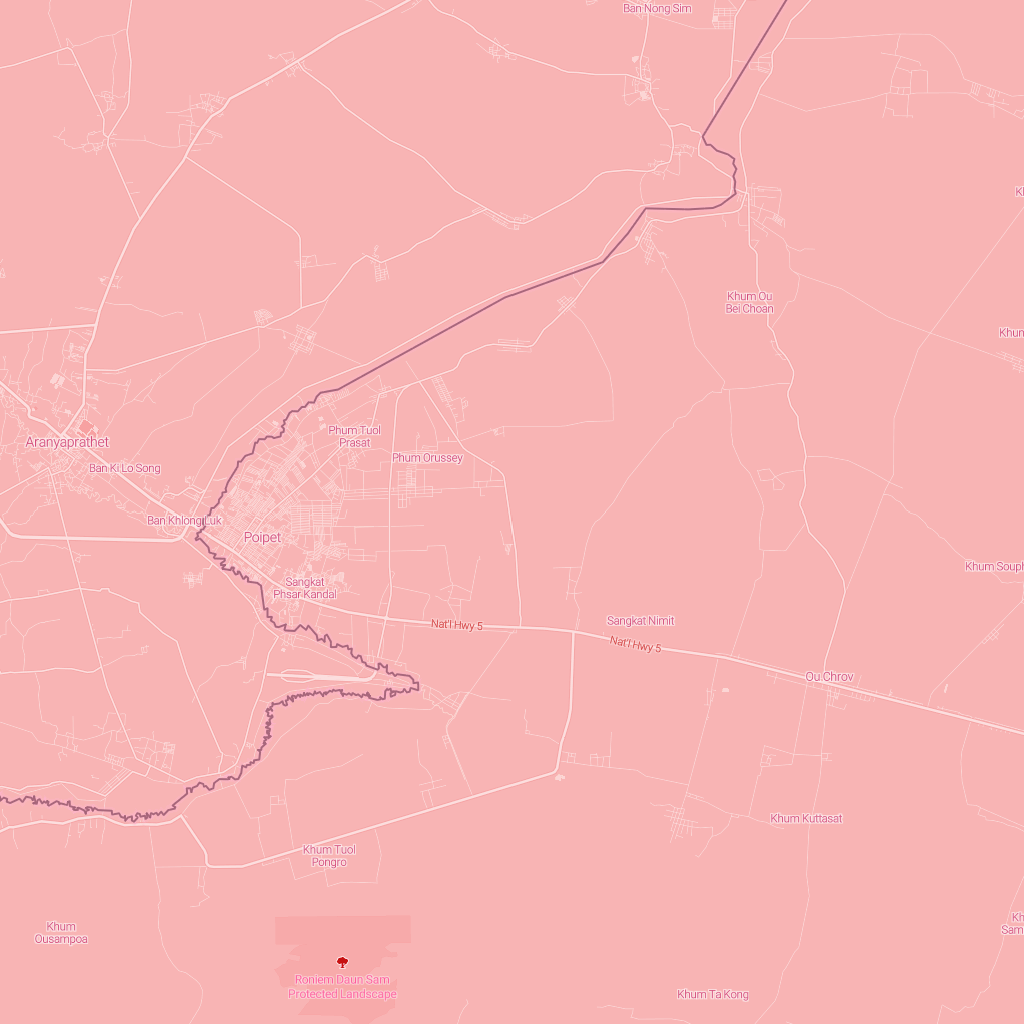 Ban Nong Sim
Khum Ou
Bei Choan
Phum Tuol
Prasat
Aranyaprathet
Phum Orussey
Ban Ki Lo Song
Ban Khlong Luk
Poipet
Khum Souph
Sangkat
Phsar Kandal
Nat'l Hwy 5
Sangkat Nimit
Nat'l Hwy 5
Ou Chrov
Khum Kuttasat
Khum Tuol
Pongro
Khum
Ousampoa
Roniem Daun Sam
Protected Landscape
Khum Ta Kong